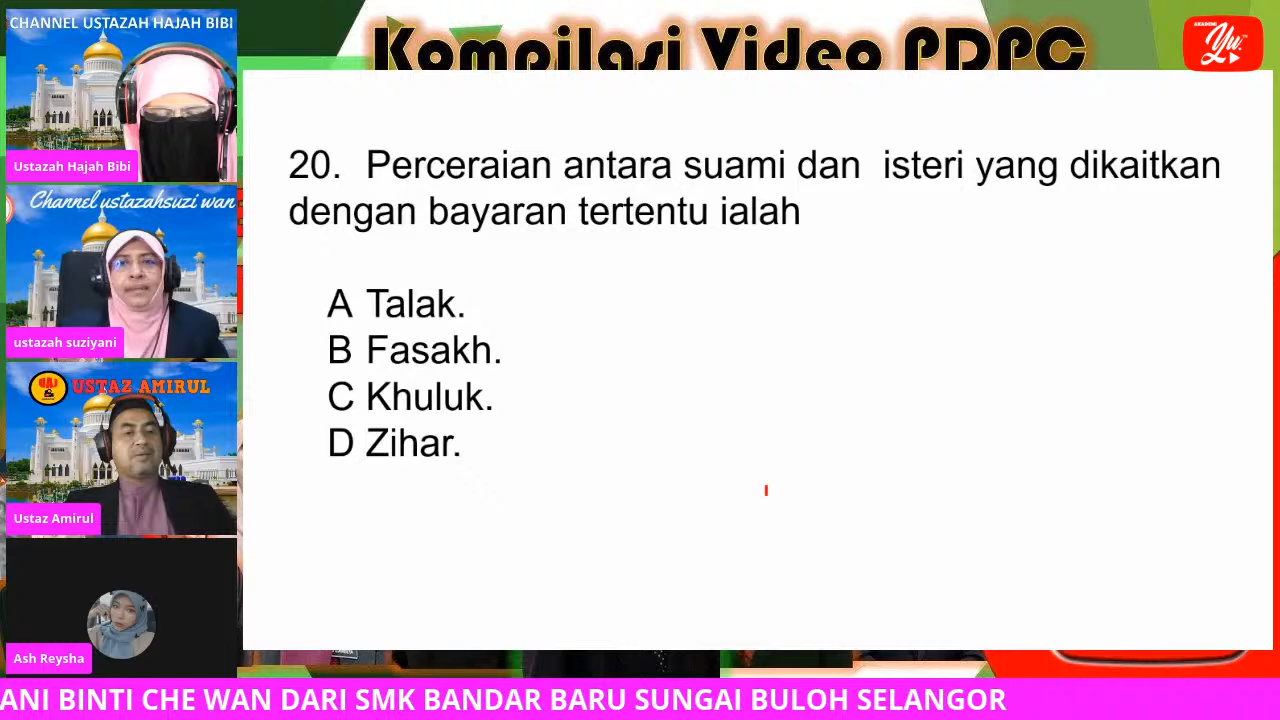 CHANNEL USTAZAH HAJAH BIBI
Ustazah Hajah Bibi
Channel ustazahsuzi wan
ustazah suziyani
USTAZ AMIRUL
Ustaz Amirul
Ash Reysha
Kompilasi Video PDPC
AKADEMI
Yu
20. Perceraian antara suami dan isteri yang dikaitkan
dengan bayaran tertentu ialah
A Talak.
B Fasakh.
C Khuluk.
D Zihar.
ANI BINTI CHE WAN DARI SMK BANDAR BARU SUNGAI BULOH SELANGOR